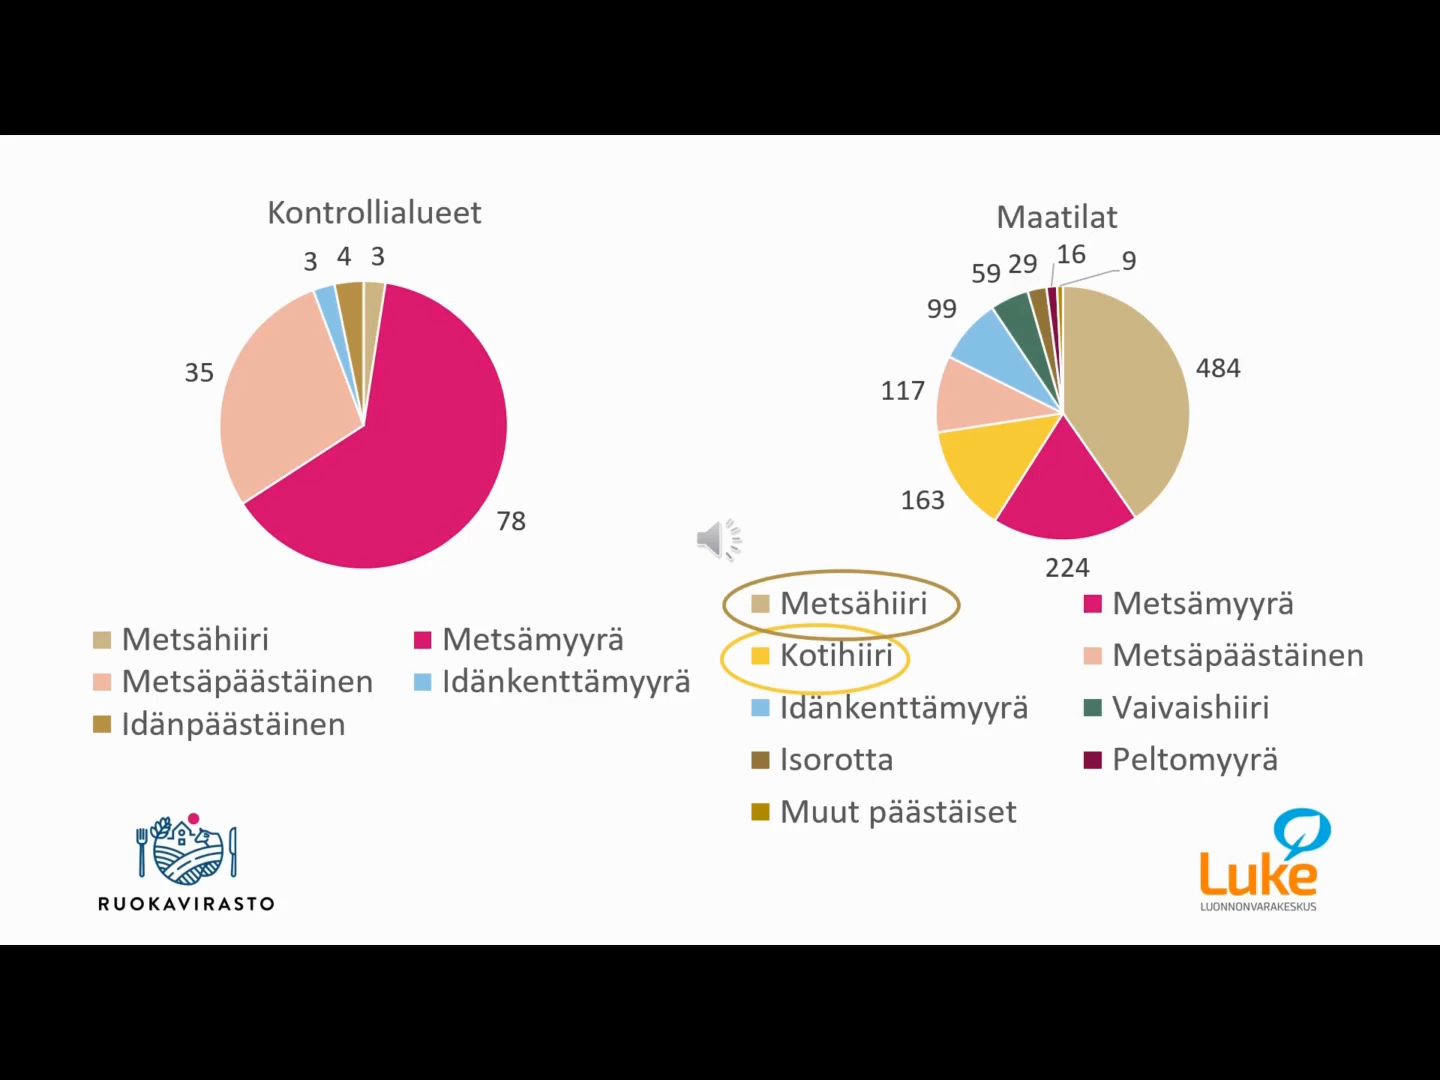 Kontrollialueet
3 4 3
35
78
Metsähiiri Metsämyyrä
Metsäpäästäinen Idänkenttämyyrä
Idänpäästäinen
RUOKAVIRASTO
Maatilat
59 29 16 9
99
484
117
163
224
Metsähiiri Metsämyyrä
Kotihiiri Metsäpäästäinen
Idänkenttämyyrä Vaivaishiiri
Isorotta Peltomyyrä
Muut päästäiset
Luke
LUONNONVARAKESKUS